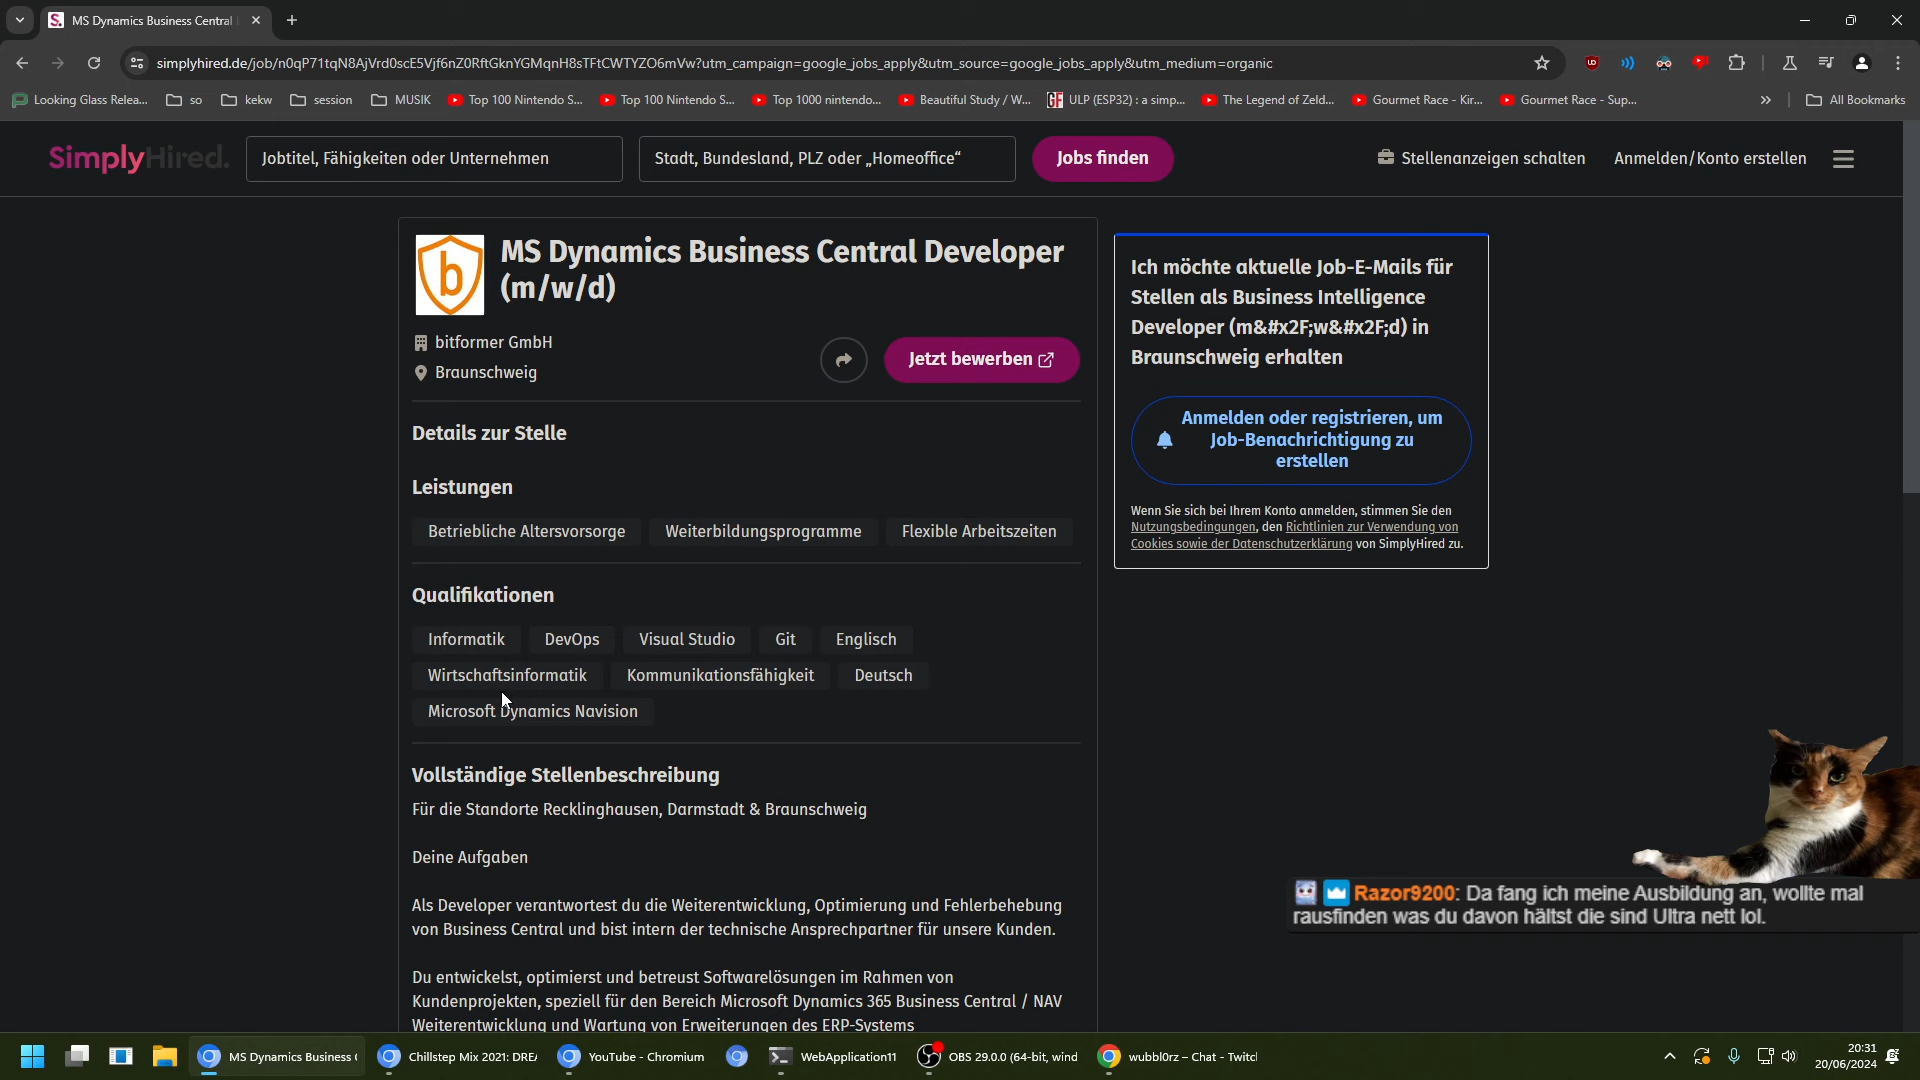 MS Dynamics Business Central
simplyhired.de/job/n0qP71tqN8AjVrd0scE5Vjf6nZ0RftGknYGMqnH8sTFtCWTYZO6mVw?utm_campaign=google_jobs_apply&utm_source=google_jobs_apply&utm_medium=organic
Looking Glass Relea...
so
kekw
session
MUSIK
Top 100 Nintendo S...
Top 100 Nintendo S...
Top 1000 nintendo...
Beautiful Study / W...
ULP (ESP32) : a simp...
The Legend of Zeld...
Gourmet Race - Kir...
Gourmet Race - Sup...
»
All Bookmarks
SimplyHired.
Jobtitel, Fähigkeiten oder Unternehmen
Stadt, Bundesland, PLZ oder „Homeoffice“
Jobs finden
Stellenanzeigen schalten
Anmelden/Konto erstellen
b
MS Dynamics Business Central Developer
(m/w/d)
bitformer GmbH
Braunschweig
Jetzt bewerben
Details zur Stelle
Leistungen
Betriebliche Altersvorsorge
Weiterbildungsprogramme
Flexible Arbeitszeiten
Qualifikationen
Informatik
DevOps
Visual Studio
Git
Englisch
Wirtschaftsinformatik
Kommunikationsfähigkeit
Deutsch
Microsoft Dynamics Navision
Vollständige Stellenbeschreibung
Für die Standorte Recklinghausen, Darmstadt & Braunschweig
Deine Aufgaben
Als Developer verantwortest du die Weiterentwicklung, Optimierung und Fehlerbehebung
von Business Central und bist intern der technische Ansprechpartner für unsere Kunden.
Du entwickelst, optimierst und betreust Softwarelösungen im Rahmen von
Kundenprojekten, speziell für den Bereich Microsoft Dynamics 365 Business Central / NAV
Weiterentwicklung und Wartung von Erweiterungen des ERP-Systems
Ich möchte aktuelle Job-E-Mails für
Stellen als Business Intelligence
Developer (m&#x2F;w&#x2F;d) in
Braunschweig erhalten
Anmelden oder registrieren, um
Job-Benachrichtigung zu
erstellen
Wenn Sie sich bei Ihrem Konto anmelden, stimmen Sie den
Nutzungsbedingungen, den Richtlinien zur Verwendung von
Cookies sowie der Datenschutzerklärung von SimplyHired zu.
Razor9200: Da fang ich meine Ausbildung an, wollte mal
rausfinden was du davon hältst die sind Ultra nett lol.
MS Dynamics Business (
Chillstep Mix 2021: DRE
YouTube - Chromium
WebApplication11
OBS 29.0.0 (64-bit, wind
wubbl0rz – Chat - Twitc
20:31
20/06/2024